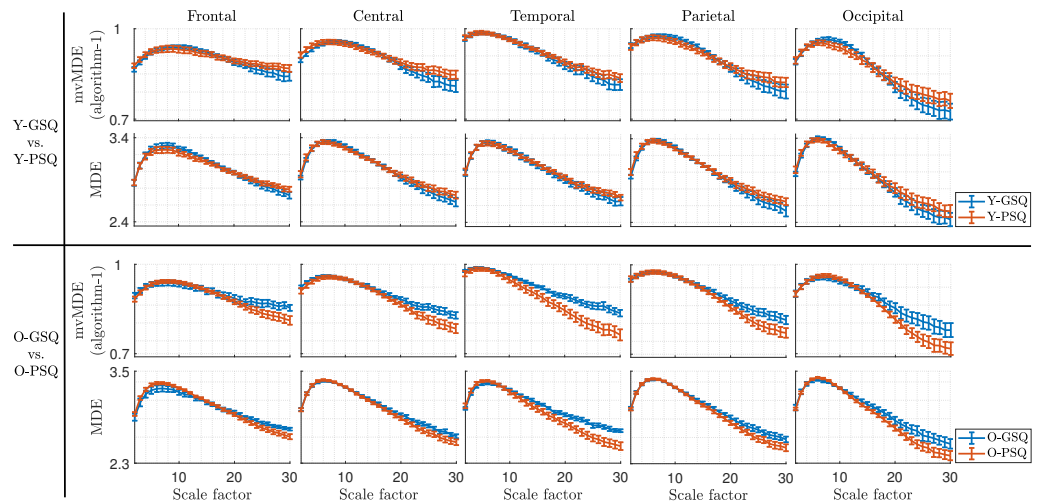 Frontal Central Temporal Parietal Occipital
mvMDE
(algorithm-1)
1
0.7
Y-GSQ
vs.
Y-PSQ
MDE
3.4
2.4
Y-GSQ
Y-PSQ
mvMDE
(algorithm-1)
1
0.7
O-GSQ
vs.
O-PSQ
MDE
3.5
2.3
O-GSQ
O-PSQ
10 20 30 10 20 30 10 20 30 10 20 30 10 20 30
Scale factor Scale factor Scale factor Scale factor Scale factor